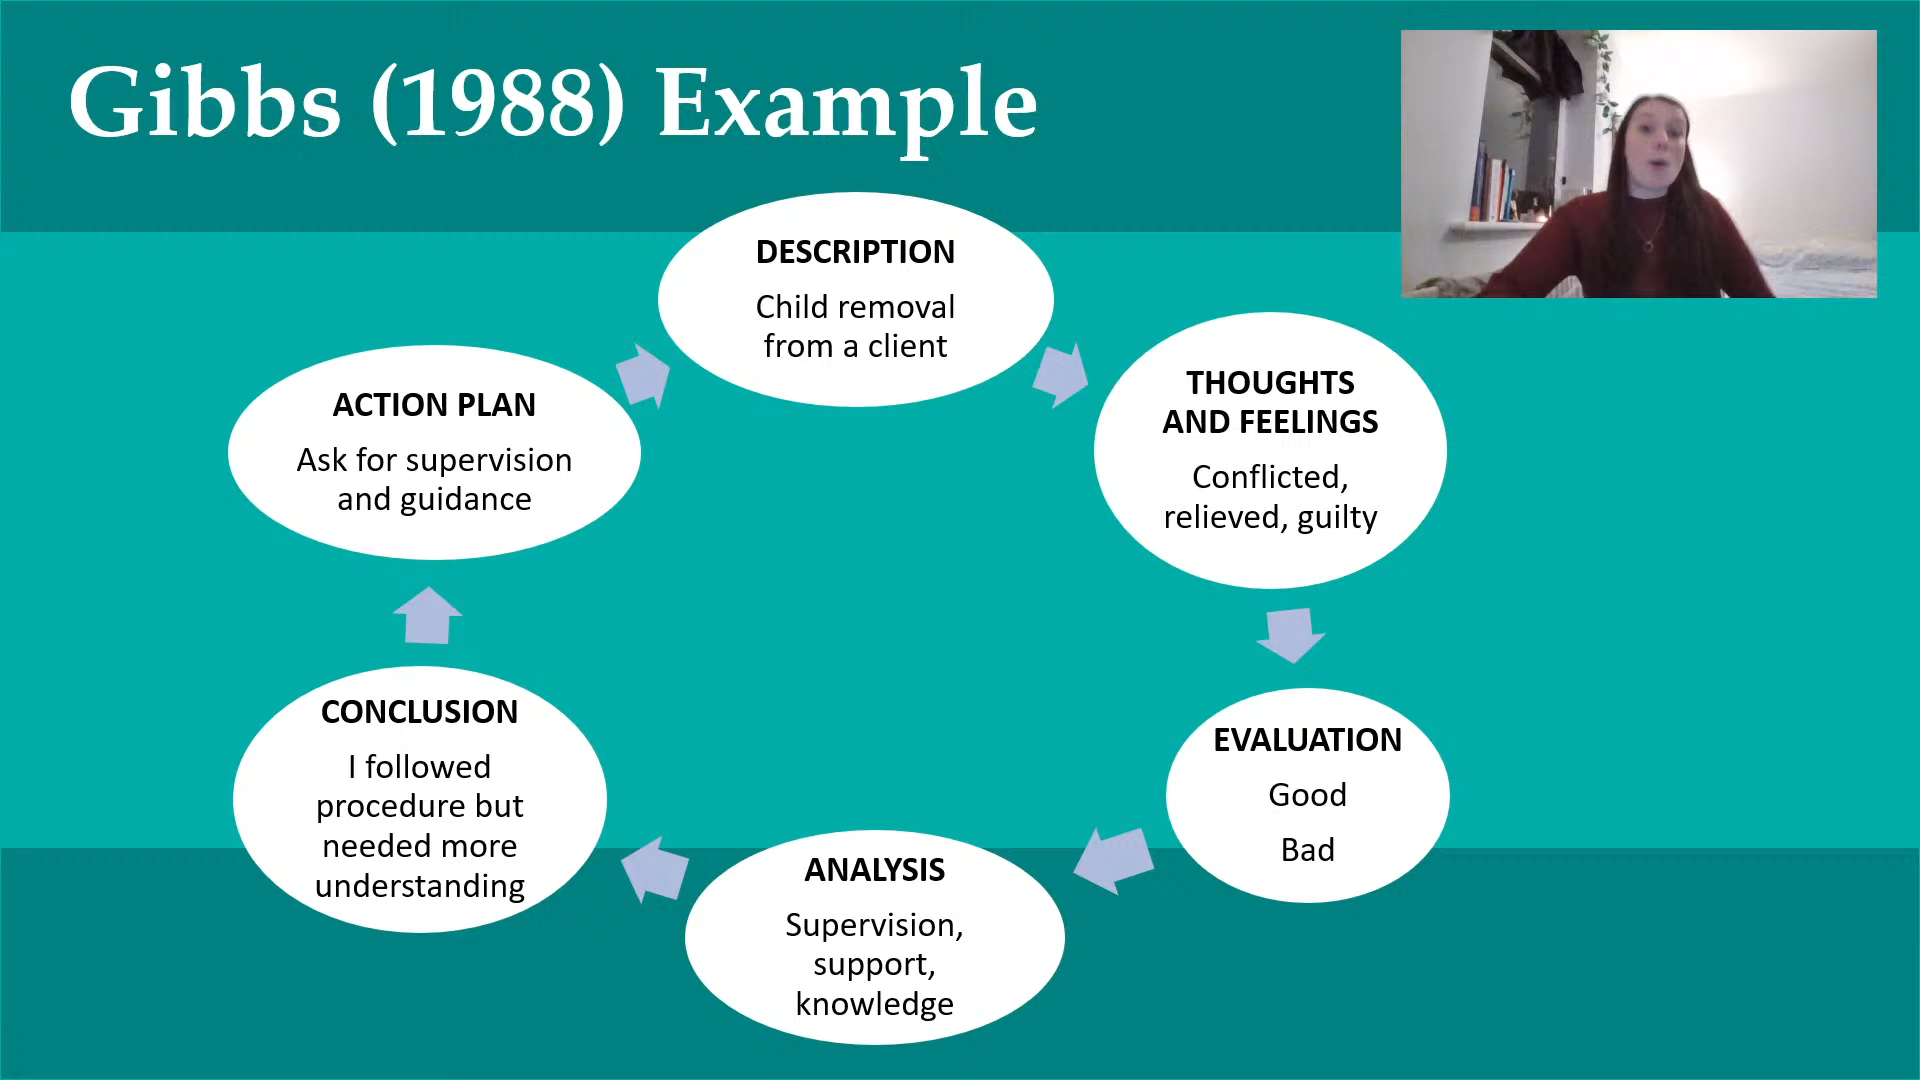 Gibbs (1988) Example
DESCRIPTION
Child removal
from a client
THOUGHTS
AND FEELINGS
Conflicted,
relieved, guilty
EVALUATION
Good
Bad
ANALYSIS
Supervision,
support,
knowledge
CONCLUSION
I followed
procedure but
needed more
understanding
ACTION PLAN
Ask for supervision
and guidance